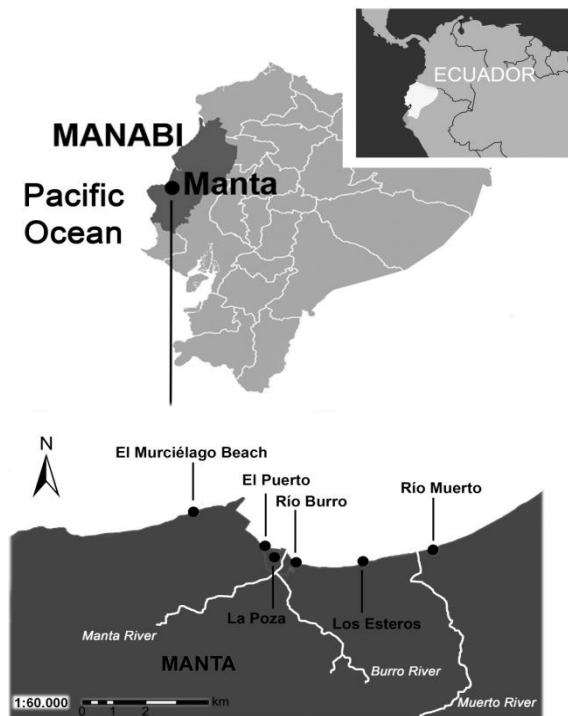 ECUADOR
MANABI
Manta
Pacific
Ocean
N
El Murciélago Beach
El Puerto
Río Burro
Río Muerto
La Poza
Los Esteros
Manta River
MANTA
Burro River
Muerto River
1:60.000
km
0 1 2